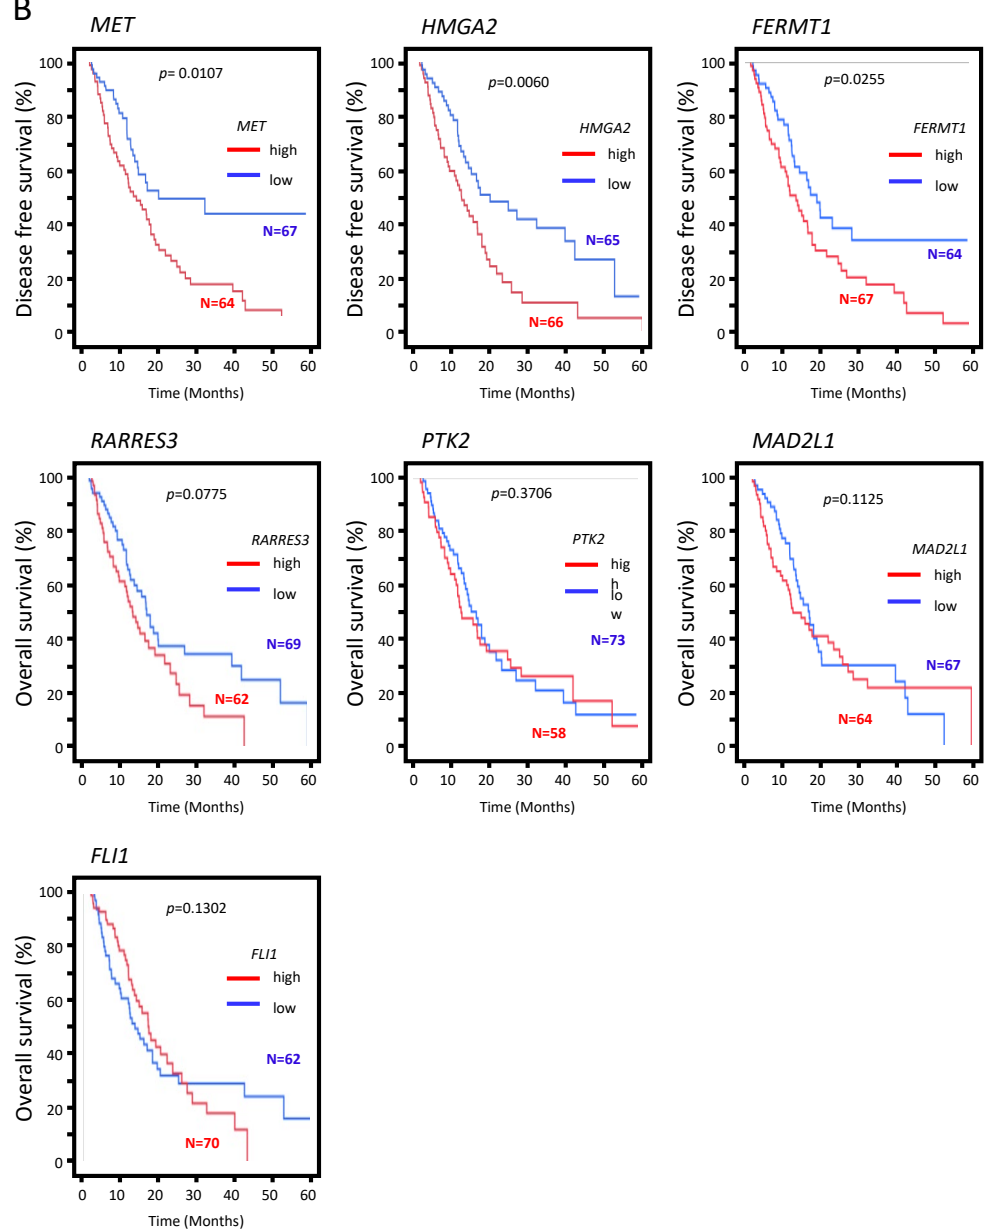 B
MET
HMGA2
FERMT1
Disease free survival (%)
100
80
60
40
20
0
p= 0.0107
MET
high
low
N=67
N=64
0 10 20 30 40 50 60
Time (Months)
Disease free survival (%)
100
80
60
40
20
0
p=0.0060
HMGA2
high
low
N=65
N=66
0 10 20 30 40 50 60
Time (Months)
Disease free survival (%)
100
80
60
40
20
0
p=0.0255
FERMT1
high
low
N=64
N=67
0 10 20 30 40 50 60
Time (Months)
RARRES3
PTK2
MAD2L1
Overall survival (%)
100
80
60
40
20
0
p=0.0775
RARRES3
high
low
N=69
N=62
0 10 20 30 40 50 60
Time (Months)
Overall survival (%)
100
80
60
40
20
0
p=0.3706
PTK2
hig
h
lo
w
N=73
N=58
0 10 20 30 40 50 60
Time (Months)
Overall survival (%)
100
80
60
40
20
0
p=0.1125
MAD2L1
high
low
N=67
N=64
0 10 20 30 40 50 60
Time (Months)
FLI1
Overall survival (%)
100
80
60
40
20
0
p=0.1302
FLI1
high
low
N=62
N=70
0 10 20 30 40 50 60
Time (Months)